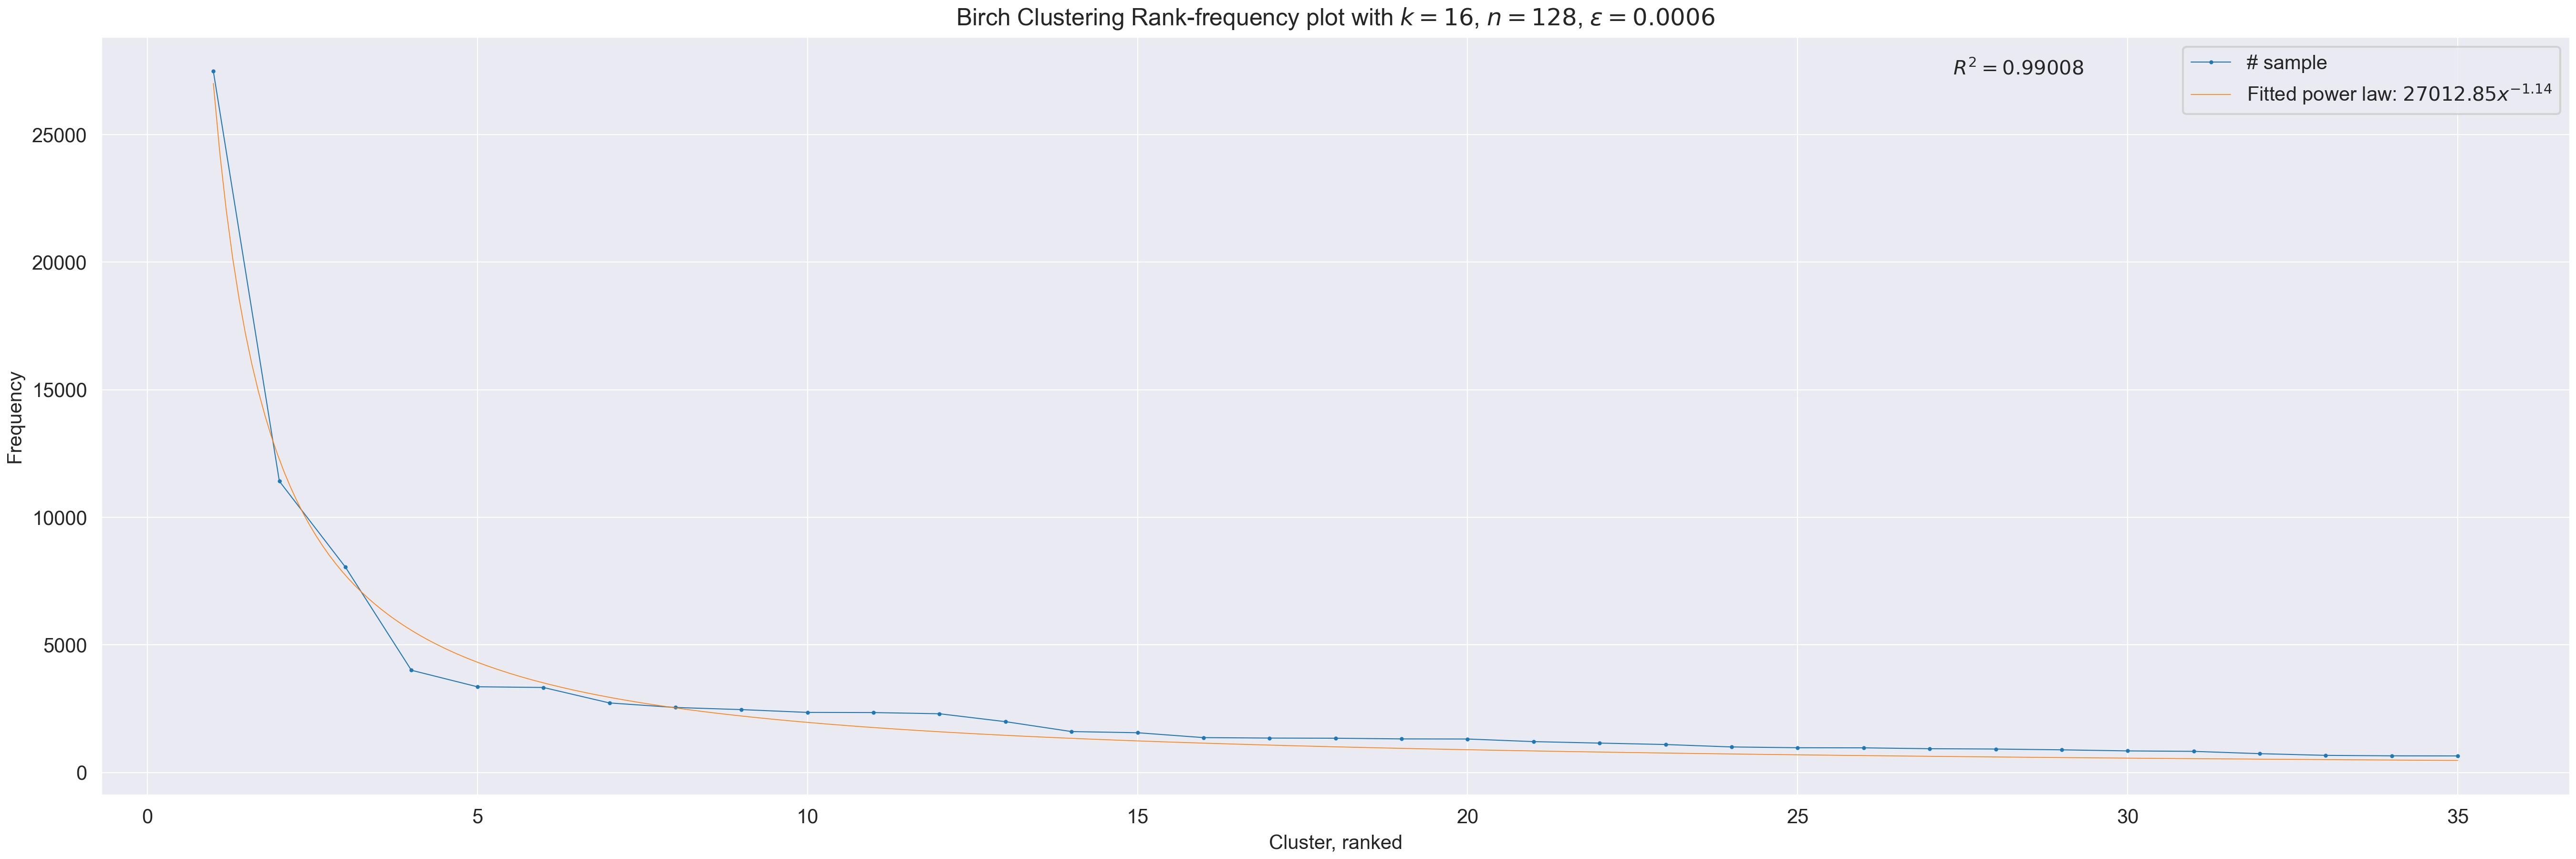 Birch Clustering Rank-frequency plot with k = 16, n = 128, ε = 0.0006
R² = 0.99008
# sample
Fitted power law: 27012.85x⁻¹·¹⁴
Frequency
25000
20000
15000
10000
5000
0
0 5 10 15 20 25 30 35
Cluster, ranked